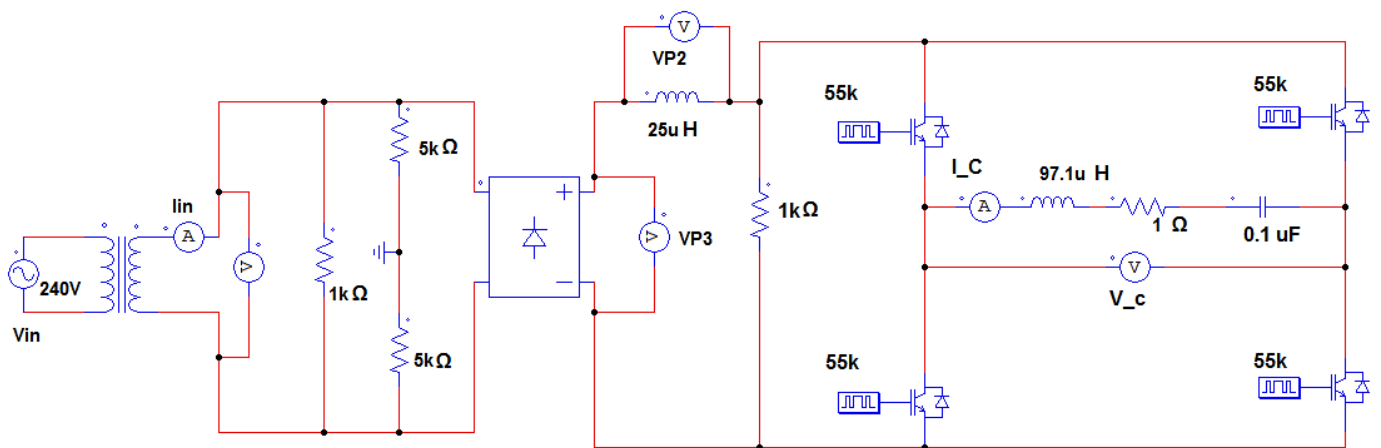 V
VP2
25u H
55k
55k
5k Ω
Iin
A
V
240V
Vin
1k Ω
5k Ω
+
−
V
VP3
1k Ω
I_C
A
97.1u H
1 Ω
0.1 uF
V
V_c
55k
55k